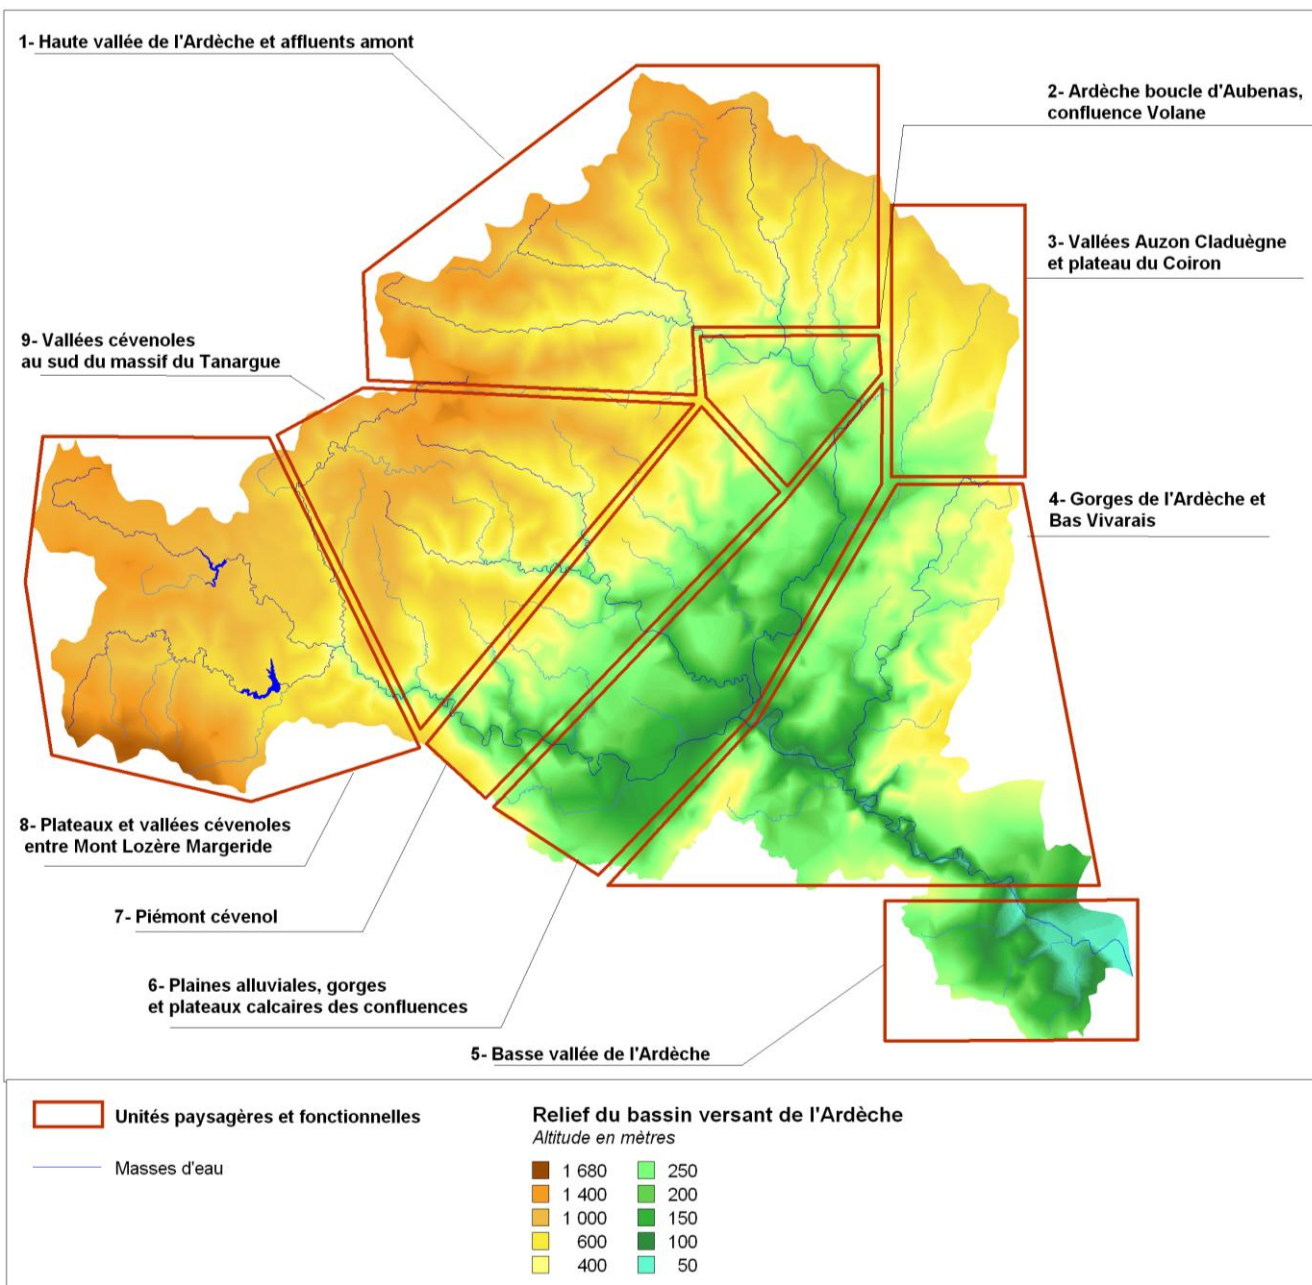 1- Haute vallée de l'Ardèche et affluents amont
2- Ardèche boucle d'Aubenas,
confluence Volane
3- Vallées Auzon Claduègne
et plateau du Coiron
9- Vallées cévenoles
au sud du massif du Tanargue
4- Gorges de l'Ardèche et
Bas Vivarais
8- Plateaux et vallées cévenoles
entre Mont Lozère Margeride
7- Piémont cévenol
6- Plaines alluviales, gorges
et plateaux calcaires des confluences
5- Basse vallée de l'Ardèche
Unités paysagères et fonctionnelles
Masses d'eau
Relief du bassin versant de l'Ardèche
Altitude en mètres
1 680
1 400
1 000
600
400
250
200
150
100
50